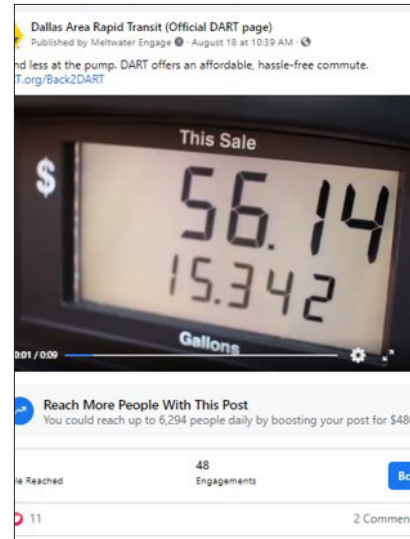 Dallas Area Rapid Transit (Official DART page)
Published by Meltwater Engage · August 18 at 10:39 AM ·
nd less at the pump. DART offers an affordable, hassle-free commute.
T.org/Back2DART
This Sale
$
56.14
15.342
Gallons
0:01 / 0:09
Reach More People With This Post
You could reach up to 6,294 people daily by boosting your post for $48
48
le Reached
Engagements
Bo
11
2 Commen